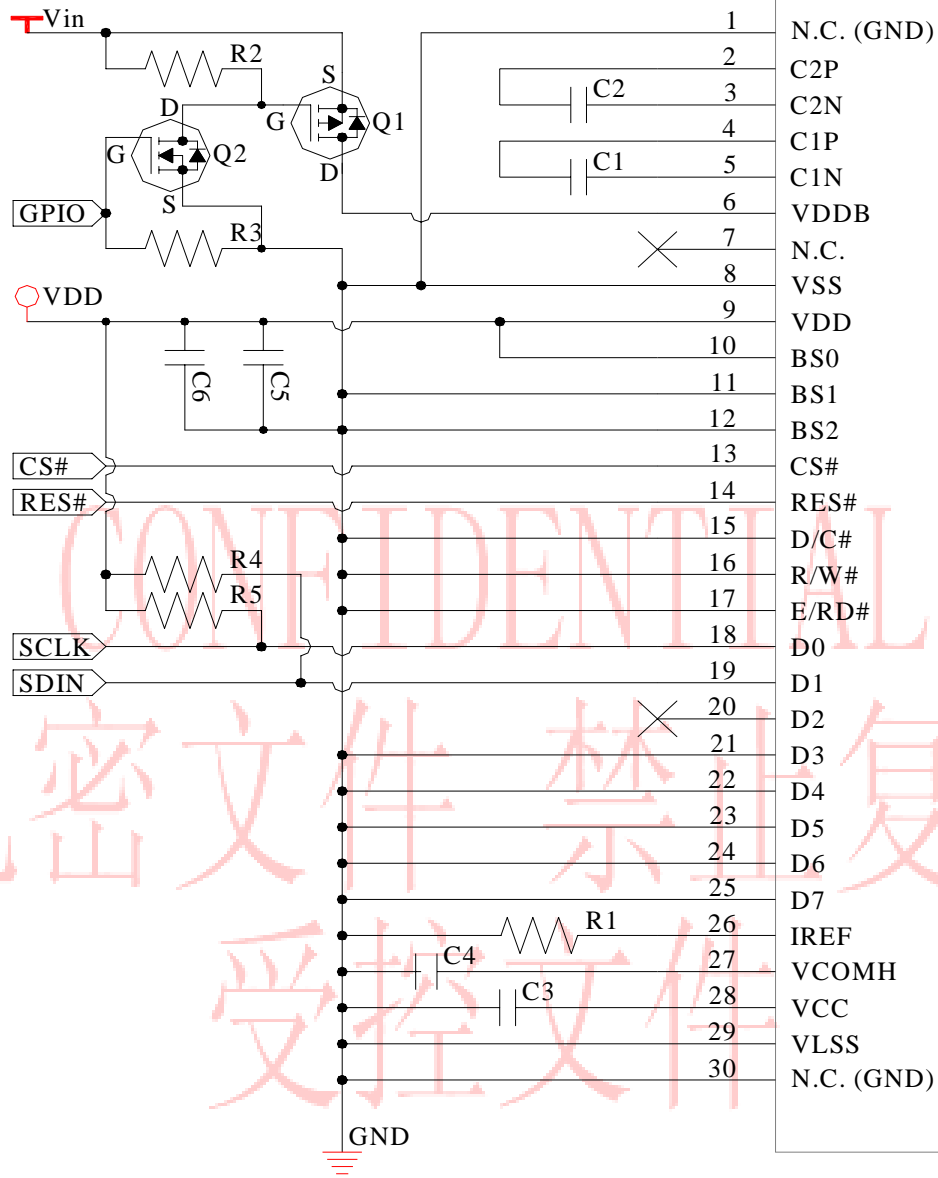 Vin
1 N.C. (GND)
R2
2 C2P
S
C2
3 C2N
D
G Q1
4 C1P
G Q2
C1
5 C1N
D
S
GPIO
6 VDDB
R3
7 N.C.
8 VSS
VDD
9 VDD
10 BS0
C6 C5
11 BS1
12 BS2
CS#
13 CS#
RES#
14 RES#
CONFIDENTIAL
15 D/C#
R4
16 R/W#
R5
17 E/RD#
SCLK
18 D0
SDIN
19 D1
20 D2
21 D3
密文件 禁止复
22 D4
23 D5
24 D6
25 D7
R1
26 IREF
C4
27 VCOMH
受控文件
C3
28 VCC
29 VLSS
30 N.C. (GND)
GND